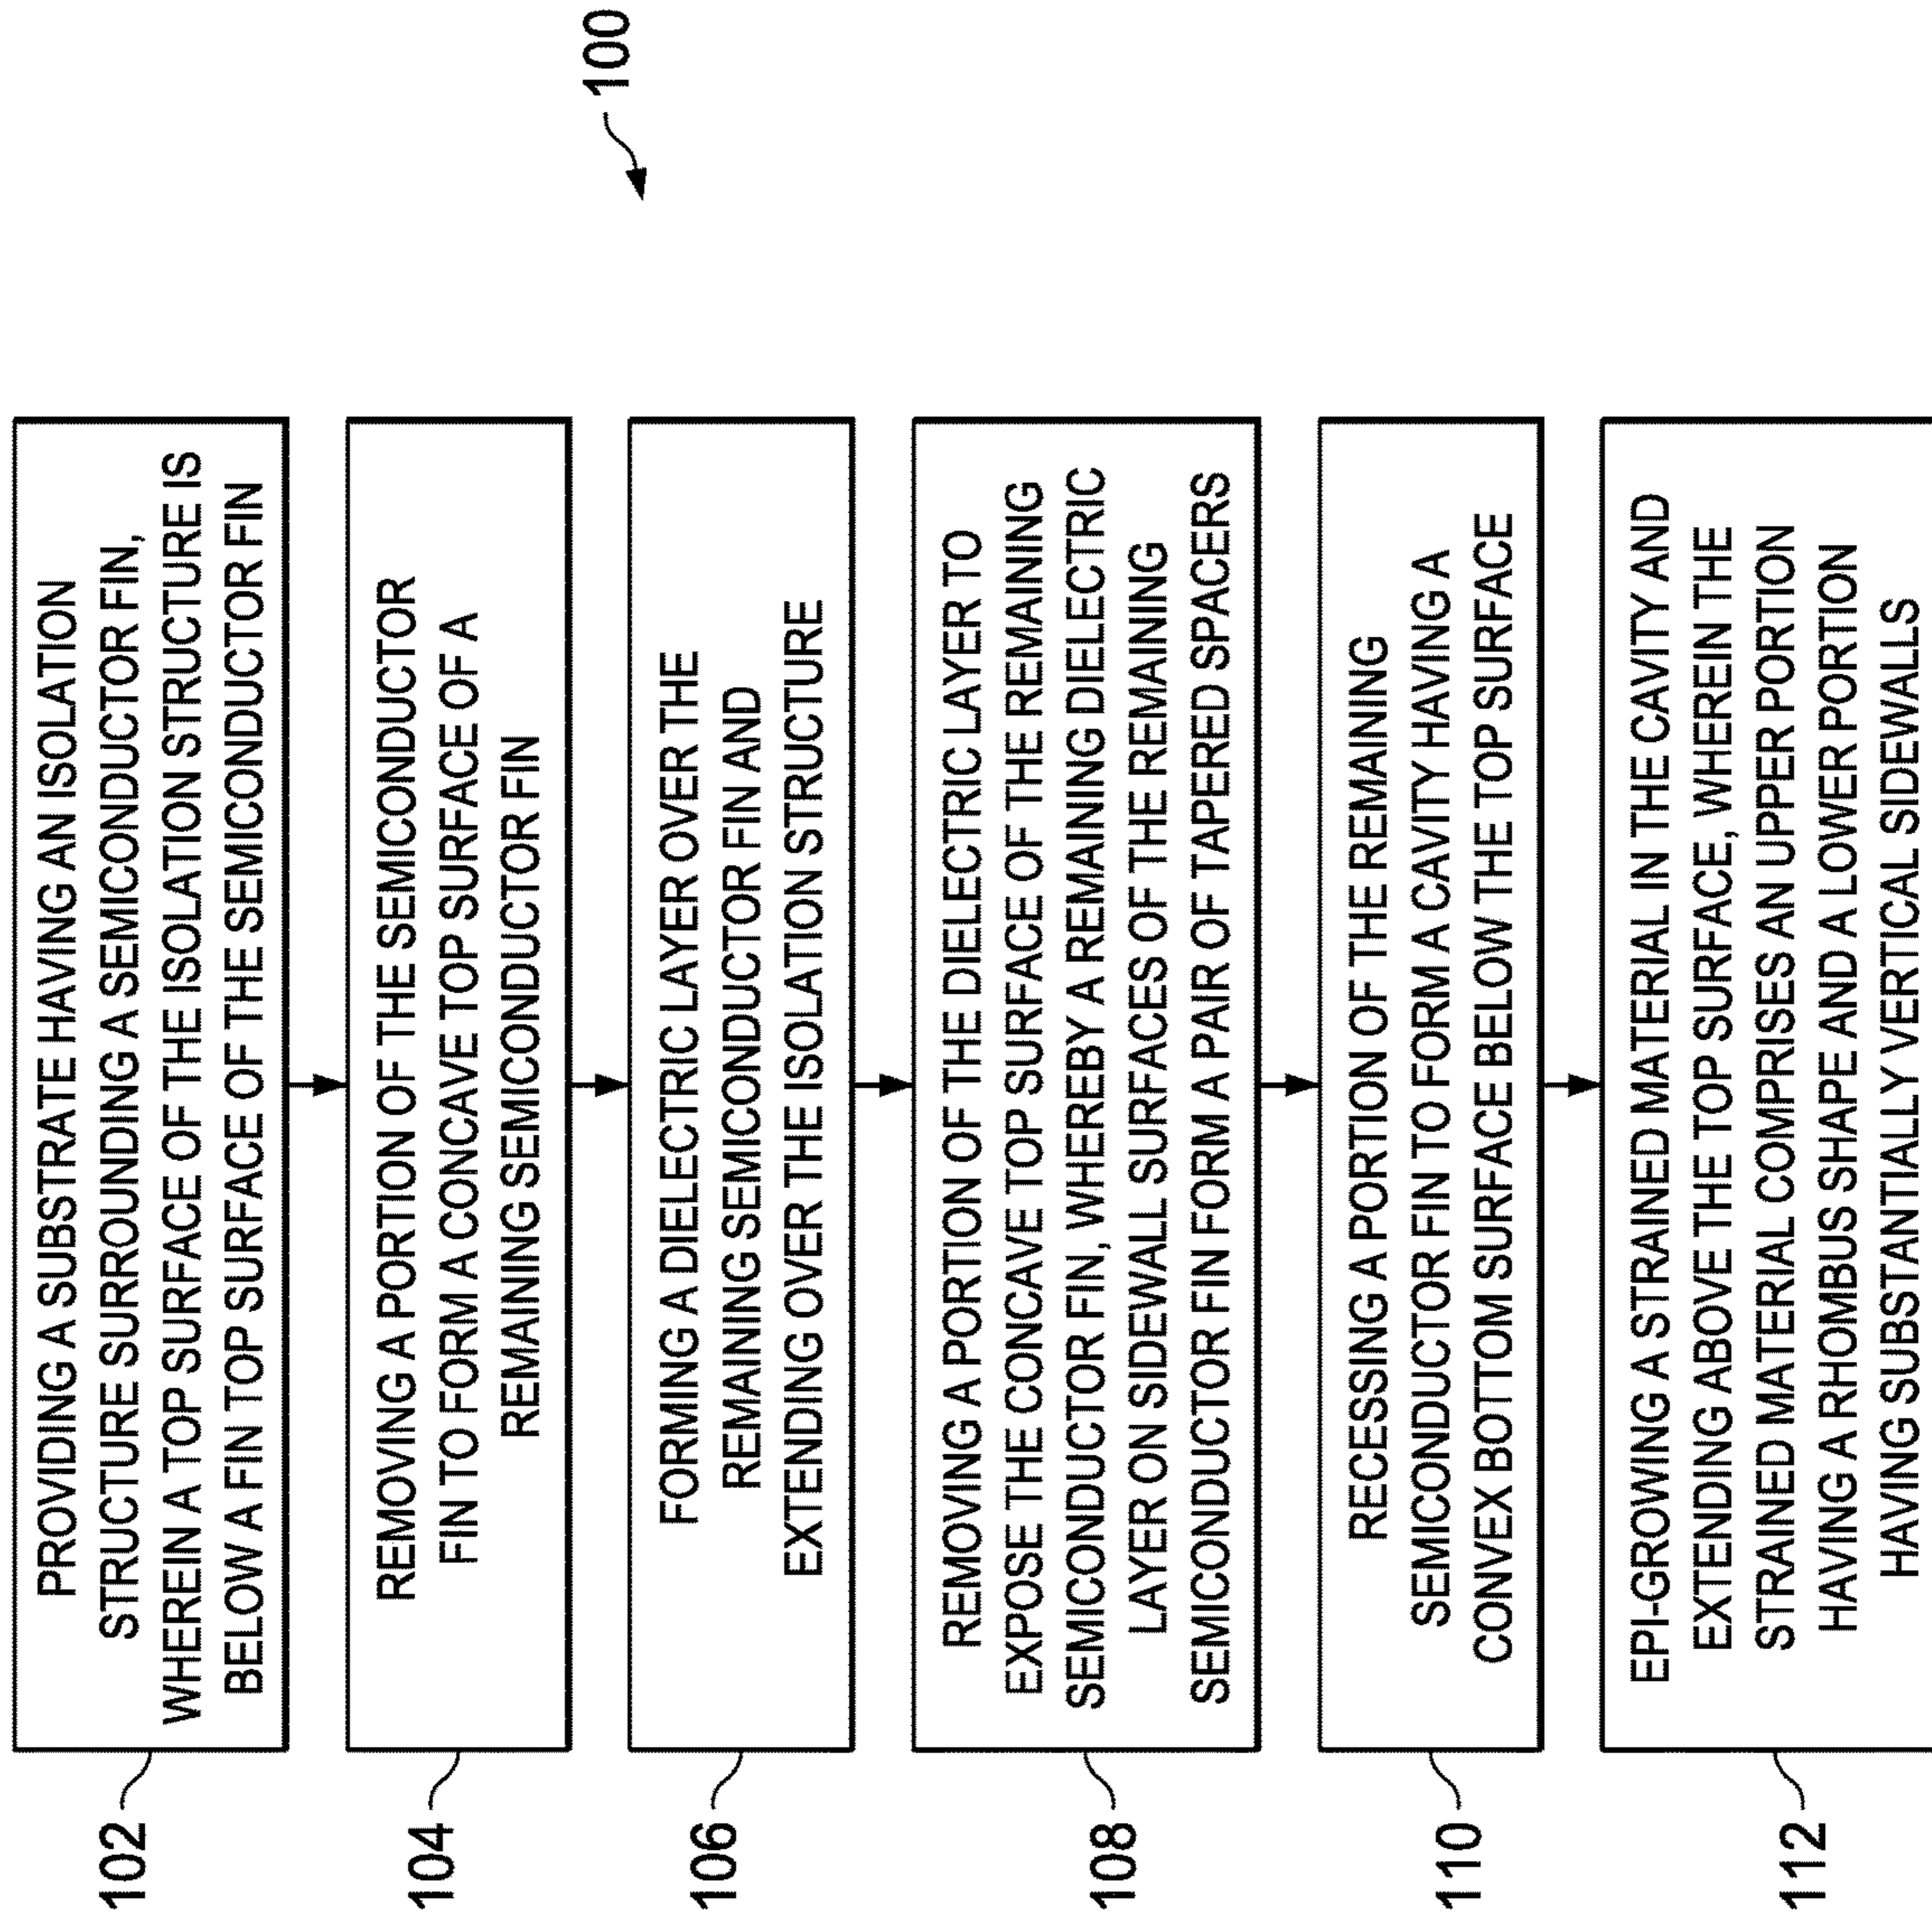 100
102
PROVIDING A SUBSTRATE HAVING AN ISOLATION
STRUCTURE SURROUNDING A SEMICONDUCTOR FIN,
WHEREIN A TOP SURFACE OF THE ISOLATION STRUCTURE IS
BELOW A FIN TOP SURFACE OF THE SEMICONDUCTOR FIN
104
REMOVING A PORTION OF THE SEMICONDUCTOR
FIN TO FORM A CONCAVE TOP SURFACE OF A
REMAINING SEMICONDUCTOR FIN
106
FORMING A DIELECTRIC LAYER OVER THE
REMAINING SEMICONDUCTOR FIN AND
EXTENDING OVER THE ISOLATION STRUCTURE
108
REMOVING A PORTION OF THE DIELECTRIC LAYER TO
EXPOSE THE CONCAVE TOP SURFACE OF THE REMAINING
SEMICONDUCTOR FIN, WHEREBY A REMAINING DIELECTRIC
LAYER ON SIDEWALL SURFACES OF THE REMAINING
SEMICONDUCTOR FIN FORM A PAIR OF TAPERED SPACERS
110
RECESSING A PORTION OF THE REMAINING
SEMICONDUCTOR FIN TO FORM A CAVITY HAVING A
CONVEX BOTTOM SURFACE BELOW THE TOP SURFACE
112
EPI-GROWING A STRAINED MATERIAL IN THE CAVITY AND
EXTENDING ABOVE THE TOP SURFACE, WHEREIN THE
STRAINED MATERIAL COMPRISES AN UPPER PORTION
HAVING A RHOMBUS SHAPE AND A LOWER PORTION
HAVING SUBSTANTIALLY VERTICAL SIDEWALLS